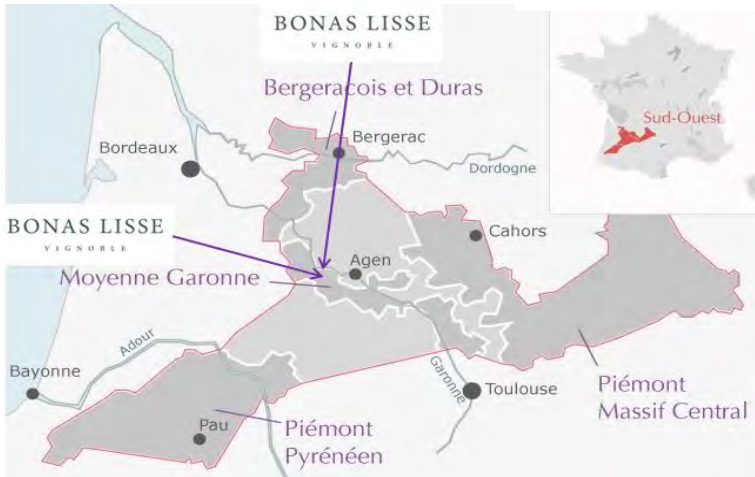 BONAS LISSE
VIGNOBLE
Bergeracois et Duras
Bergerac
Bordeaux
Dordogne
Sud-Ouest
BONAS LISSE
VIGNOBLE
Cahors
Agen
Moyenne Garonne
Adour
Bayonne
Garonne
Toulouse
Piémont
Massif Central
Pau
Piémont
Pyrénéen